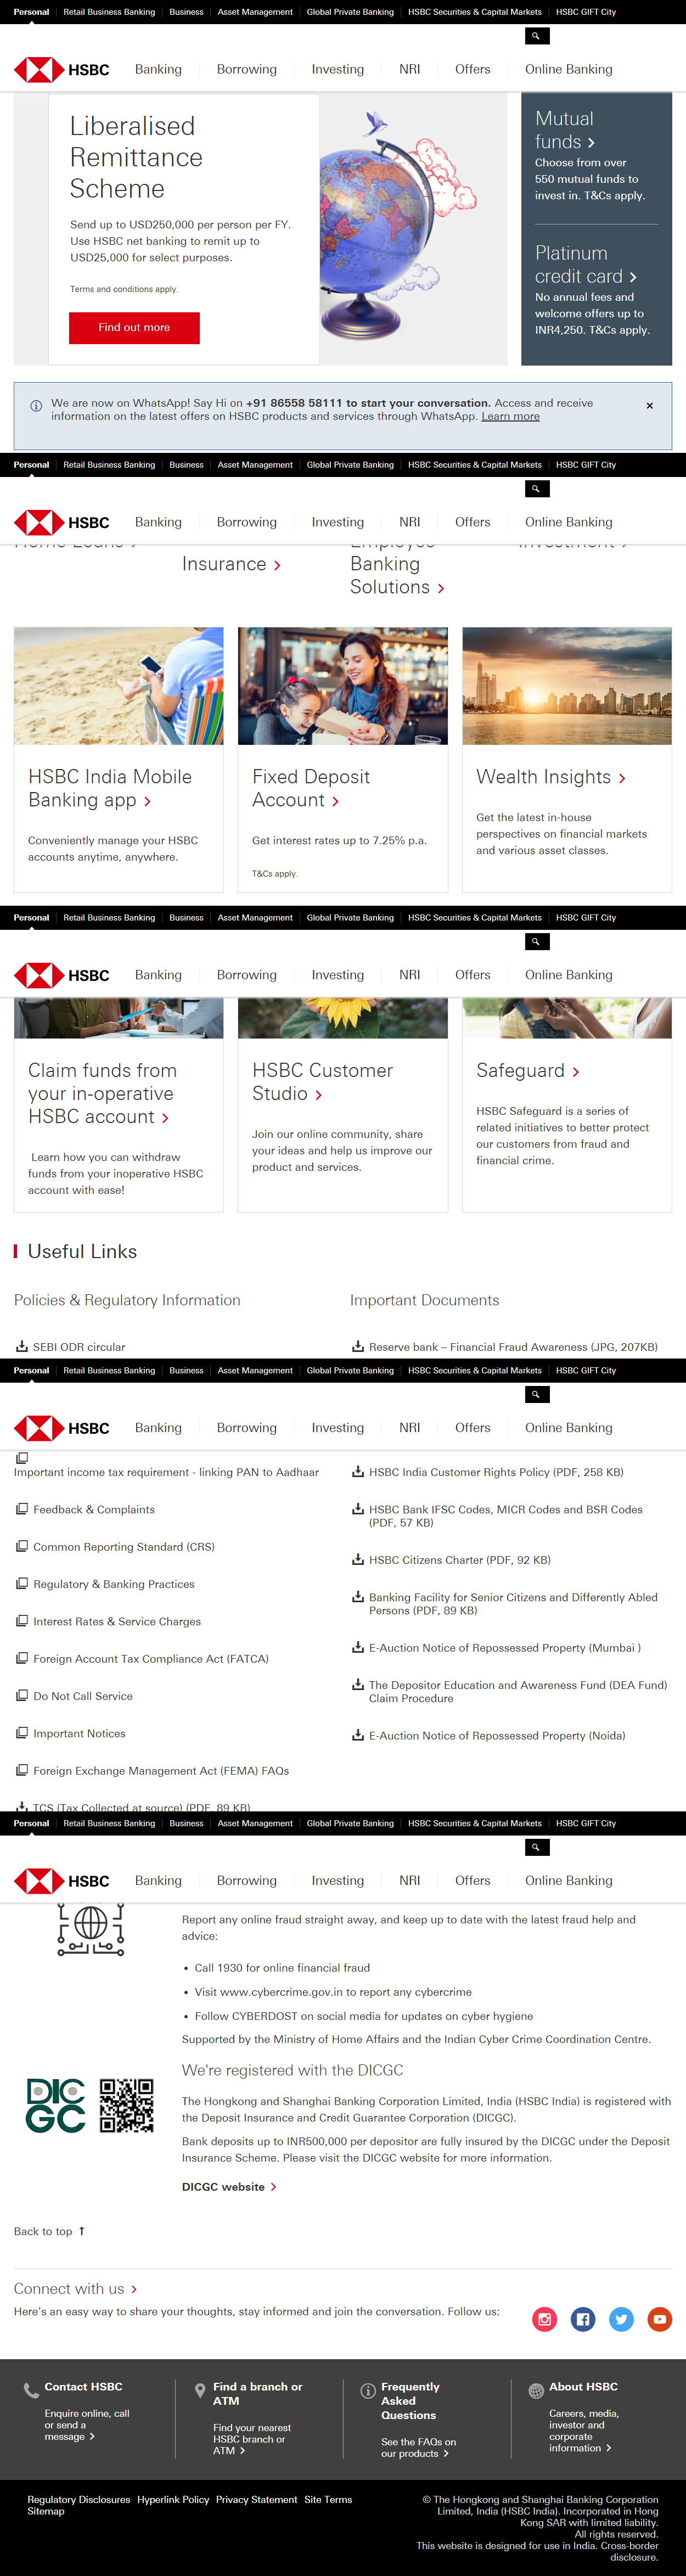 Personal Retail Business Banking Business Asset Management Global Private Banking HSBC Securities & Capital Markets HSBC GIFT City
HSBC Banking Borrowing Investing NRI Offers Online Banking
Liberalised
Remittance
Scheme
Send up to USD250,000 per person per FY.
Use HSBC net banking to remit up to
USD25,000 for select purposes.
Terms and conditions apply.
Find out more
Mutual
funds
Choose from over
550 mutual funds to
invest in. T&Cs apply.
Platinum
credit card
No annual fees and
welcome offers up to
INR4,250. T&Cs apply.
We are now on WhatsApp! Say Hi on +91 86558 58111 to start your conversation. Access and receive
information on the latest offers on HSBC products and services through WhatsApp. Learn more
Personal Retail Business Banking Business Asset Management Global Private Banking HSBC Securities & Capital Markets HSBC GIFT City
HSBC Banking Borrowing Investing NRI Offers Online Banking
Home Loans
Insurance
Employee
Banking
Solutions
Investment
HSBC India Mobile
Banking app
Conveniently manage your HSBC
accounts anytime, anywhere.
Fixed Deposit
Account
Get interest rates up to 7.25% p.a.
T&Cs apply.
Wealth Insights
Get the latest in-house
perspectives on financial markets
and various asset classes.
Personal Retail Business Banking Business Asset Management Global Private Banking HSBC Securities & Capital Markets HSBC GIFT City
HSBC Banking Borrowing Investing NRI Offers Online Banking
Claim funds from
your in-operative
HSBC account
Learn how you can withdraw
funds from your inoperative HSBC
account with ease!
HSBC Customer
Studio
Join our online community, share
your ideas and help us improve our
product and services.
Safeguard
HSBC Safeguard is a series of
related initiatives to better protect
our customers from fraud and
financial crime.
Useful Links
Policies & Regulatory Information
SEBI ODR circular
Important Documents
Reserve bank – Financial Fraud Awareness (JPG, 207KB)
Personal Retail Business Banking Business Asset Management Global Private Banking HSBC Securities & Capital Markets HSBC GIFT City
HSBC Banking Borrowing Investing NRI Offers Online Banking
Important income tax requirement - linking PAN to Aadhaar
Feedback & Complaints
Common Reporting Standard (CRS)
Regulatory & Banking Practices
Interest Rates & Service Charges
Foreign Account Tax Compliance Act (FATCA)
Do Not Call Service
Important Notices
Foreign Exchange Management Act (FEMA) FAQs
TCS (Tax Collected at source) (PDF, 89 KB)
HSBC India Customer Rights Policy (PDF, 258 KB)
HSBC Bank IFSC Codes, MICR Codes and BSR Codes
(PDF, 57 KB)
HSBC Citizens Charter (PDF, 92 KB)
Banking Facility for Senior Citizens and Differently Abled
Persons (PDF, 89 KB)
E-Auction Notice of Repossessed Property (Mumbai )
The Depositor Education and Awareness Fund (DEA Fund)
Claim Procedure
E-Auction Notice of Repossessed Property (Noida)
Personal Retail Business Banking Business Asset Management Global Private Banking HSBC Securities & Capital Markets HSBC GIFT City
HSBC Banking Borrowing Investing NRI Offers Online Banking
Report any online fraud straight away, and keep up to date with the latest fraud help and
advice:
• Call 1930 for online financial fraud
• Visit www.cybercrime.gov.in to report any cybercrime
• Follow CYBERDOST on social media for updates on cyber hygiene
Supported by the Ministry of Home Affairs and the Indian Cyber Crime Coordination Centre.
DIC
GC
We're registered with the DICGC
The Hongkong and Shanghai Banking Corporation Limited, India (HSBC India) is registered with
the Deposit Insurance and Credit Guarantee Corporation (DICGC).
Bank deposits up to INR500,000 per depositor are fully insured by the DICGC under the Deposit
Insurance Scheme. Please visit the DICGC website for more information.
DICGC website
Back to top
Connect with us
Here's an easy way to share your thoughts, stay informed and join the conversation. Follow us:
Contact HSBC
Enquire online, call
or send a
message
Find a branch or
ATM
Find your nearest
HSBC branch or
ATM
Frequently
Asked
Questions
See the FAQs on
our products
About HSBC
Careers, media,
investor and
corporate
information
Regulatory Disclosures Hyperlink Policy Privacy Statement Site Terms
Sitemap
© The Hongkong and Shanghai Banking Corporation
Limited, India (HSBC India). Incorporated in Hong
Kong SAR with limited liability.
All rights reserved.
This website is designed for use in India. Cross-border
disclosure.